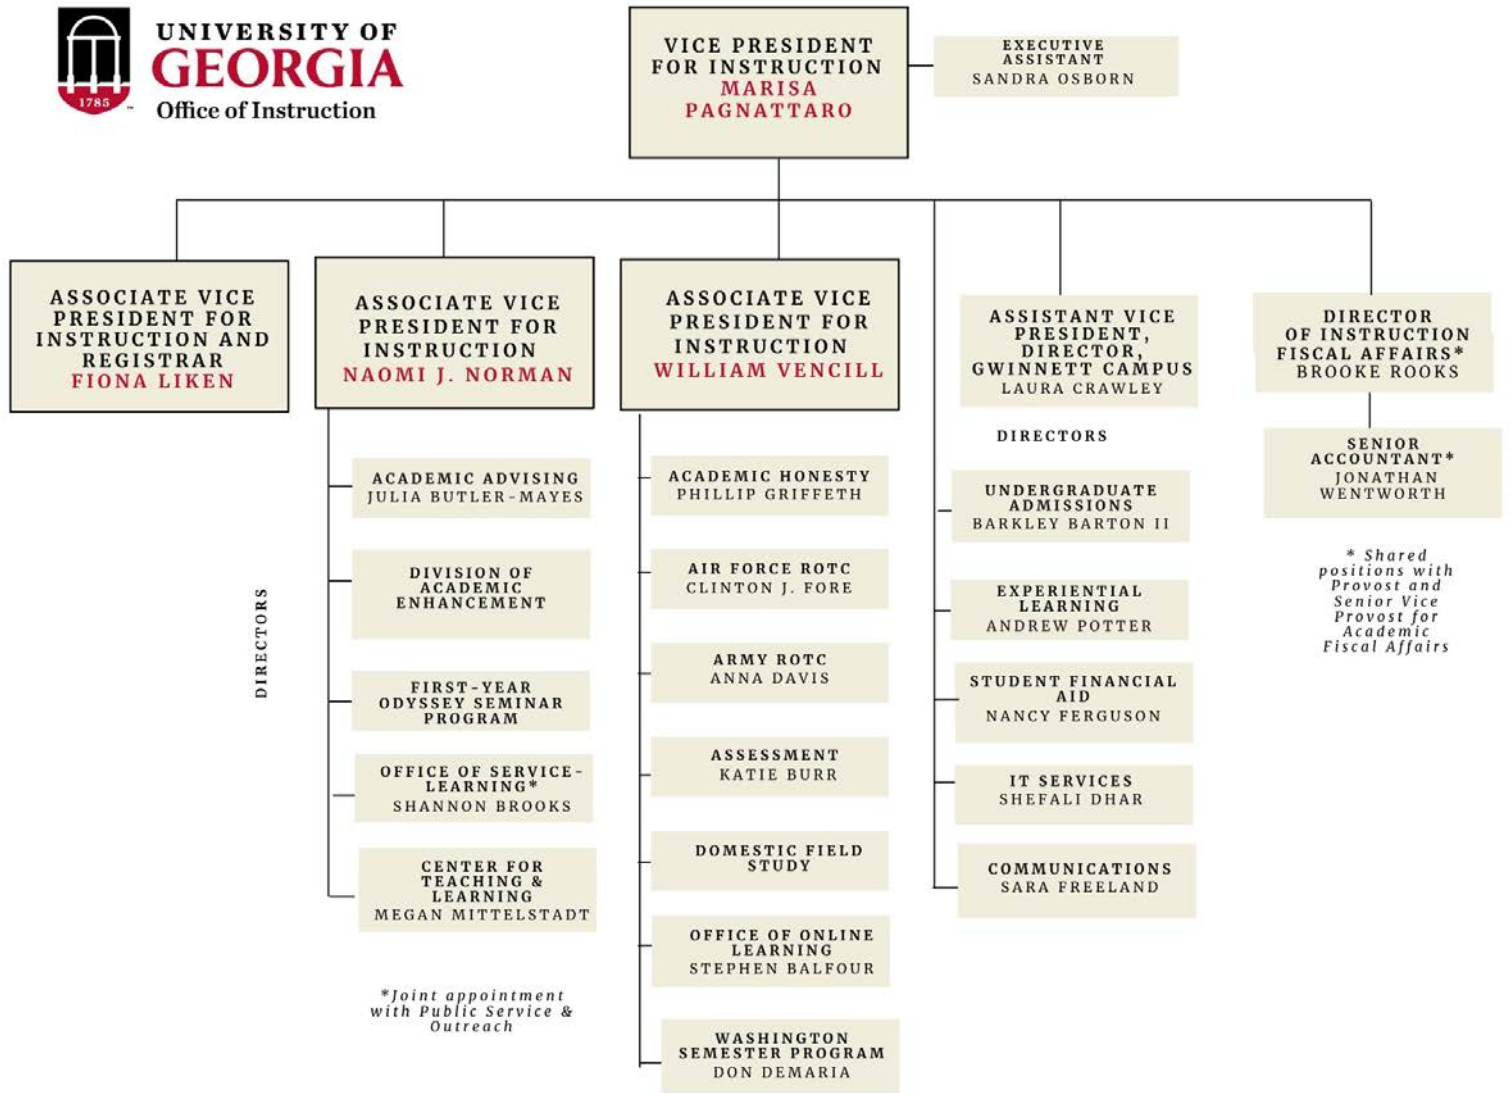 UNIVERSITY OF
GEORGIA
1785
Office of Instruction
VICE PRESIDENT
FOR INSTRUCTION
MARISA
PAGNATTARO
EXECUTIVE
ASSISTANT
SANDRA OSBORN
ASSOCIATE VICE
PRESIDENT FOR
INSTRUCTION AND
REGISTRAR
FIONA LIKEN
ASSOCIATE VICE
PRESIDENT FOR
INSTRUCTION
NAOMI J. NORMAN
DIRECTORS
ACADEMIC ADVISING
JULIA BUTLER-MAYES
DIVISION OF
ACADEMIC
ENHANCEMENT
FIRST-YEAR
ODYSSEY SEMINAR
PROGRAM
OFFICE OF SERVICE-
LEARNING*
SHANNON BROOKS
CENTER FOR
TEACHING &
LEARNING
MEGAN MITTELSTADT
*Joint appointment
with Public Service &
Outreach
ASSOCIATE VICE
PRESIDENT FOR
INSTRUCTION
WILLIAM VENCILL
ACADEMIC HONESTY
PHILLIP GRIFFETH
AIR FORCE ROTC
CLINTON J. FORE
ARMY ROTC
ANNA DAVIS
ASSESSMENT
KATIE BURR
DOMESTIC FIELD
STUDY
OFFICE OF ONLINE
LEARNING
STEPHEN BALFOUR
WASHINGTON
SEMESTER PROGRAM
DON DEMARIA
ASSISTANT VICE
PRESIDENT,
DIRECTOR,
GWINNETT CAMPUS
LAURA CRAWLEY
DIRECTORS
UNDERGRADUATE
ADMISSIONS
BARKLEY BARTON II
EXPERIENTIAL
LEARNING
ANDREW POTTER
STUDENT FINANCIAL
AID
NANCY FERGUSON
IT SERVICES
SHEFALI DHAR
COMMUNICATIONS
SARA FREELAND
DIRECTOR
OF INSTRUCTION
FISCAL AFFAIRS*
BROOKE ROOKS
SENIOR
ACCOUNTANT*
JONATHAN
WENTWORTH
* Shared
positions with
Provost and
Senior Vice
Provost for
Academic
Fiscal Affairs